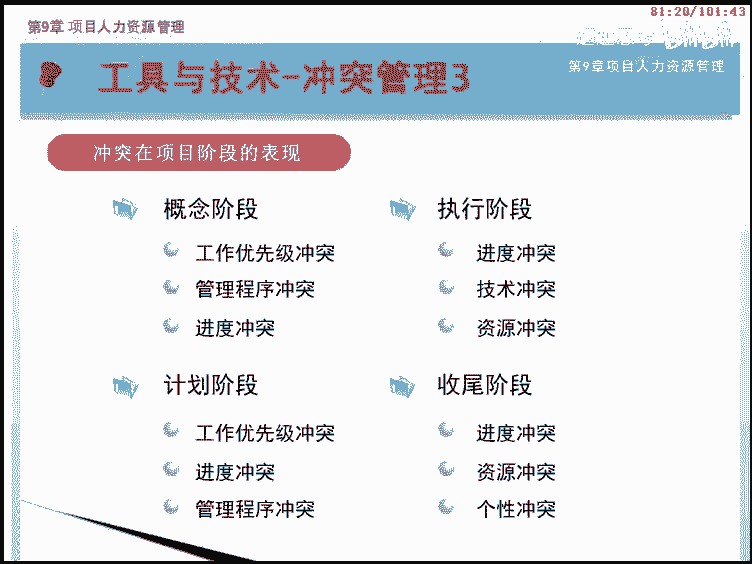 81:20/101:43
第9章 项目人力资源管理
第9章项目人力资源管理
工具与技术-冲突管理3
冲突在项目阶段的表现
概念阶段
工作优先级冲突
管理程序冲突
进度冲突
执行阶段
进度冲突
技术冲突
资源冲突
计划阶段
工作优先级冲突
进度冲突
管理程序冲突
收尾阶段
进度冲突
资源冲突
个性冲突